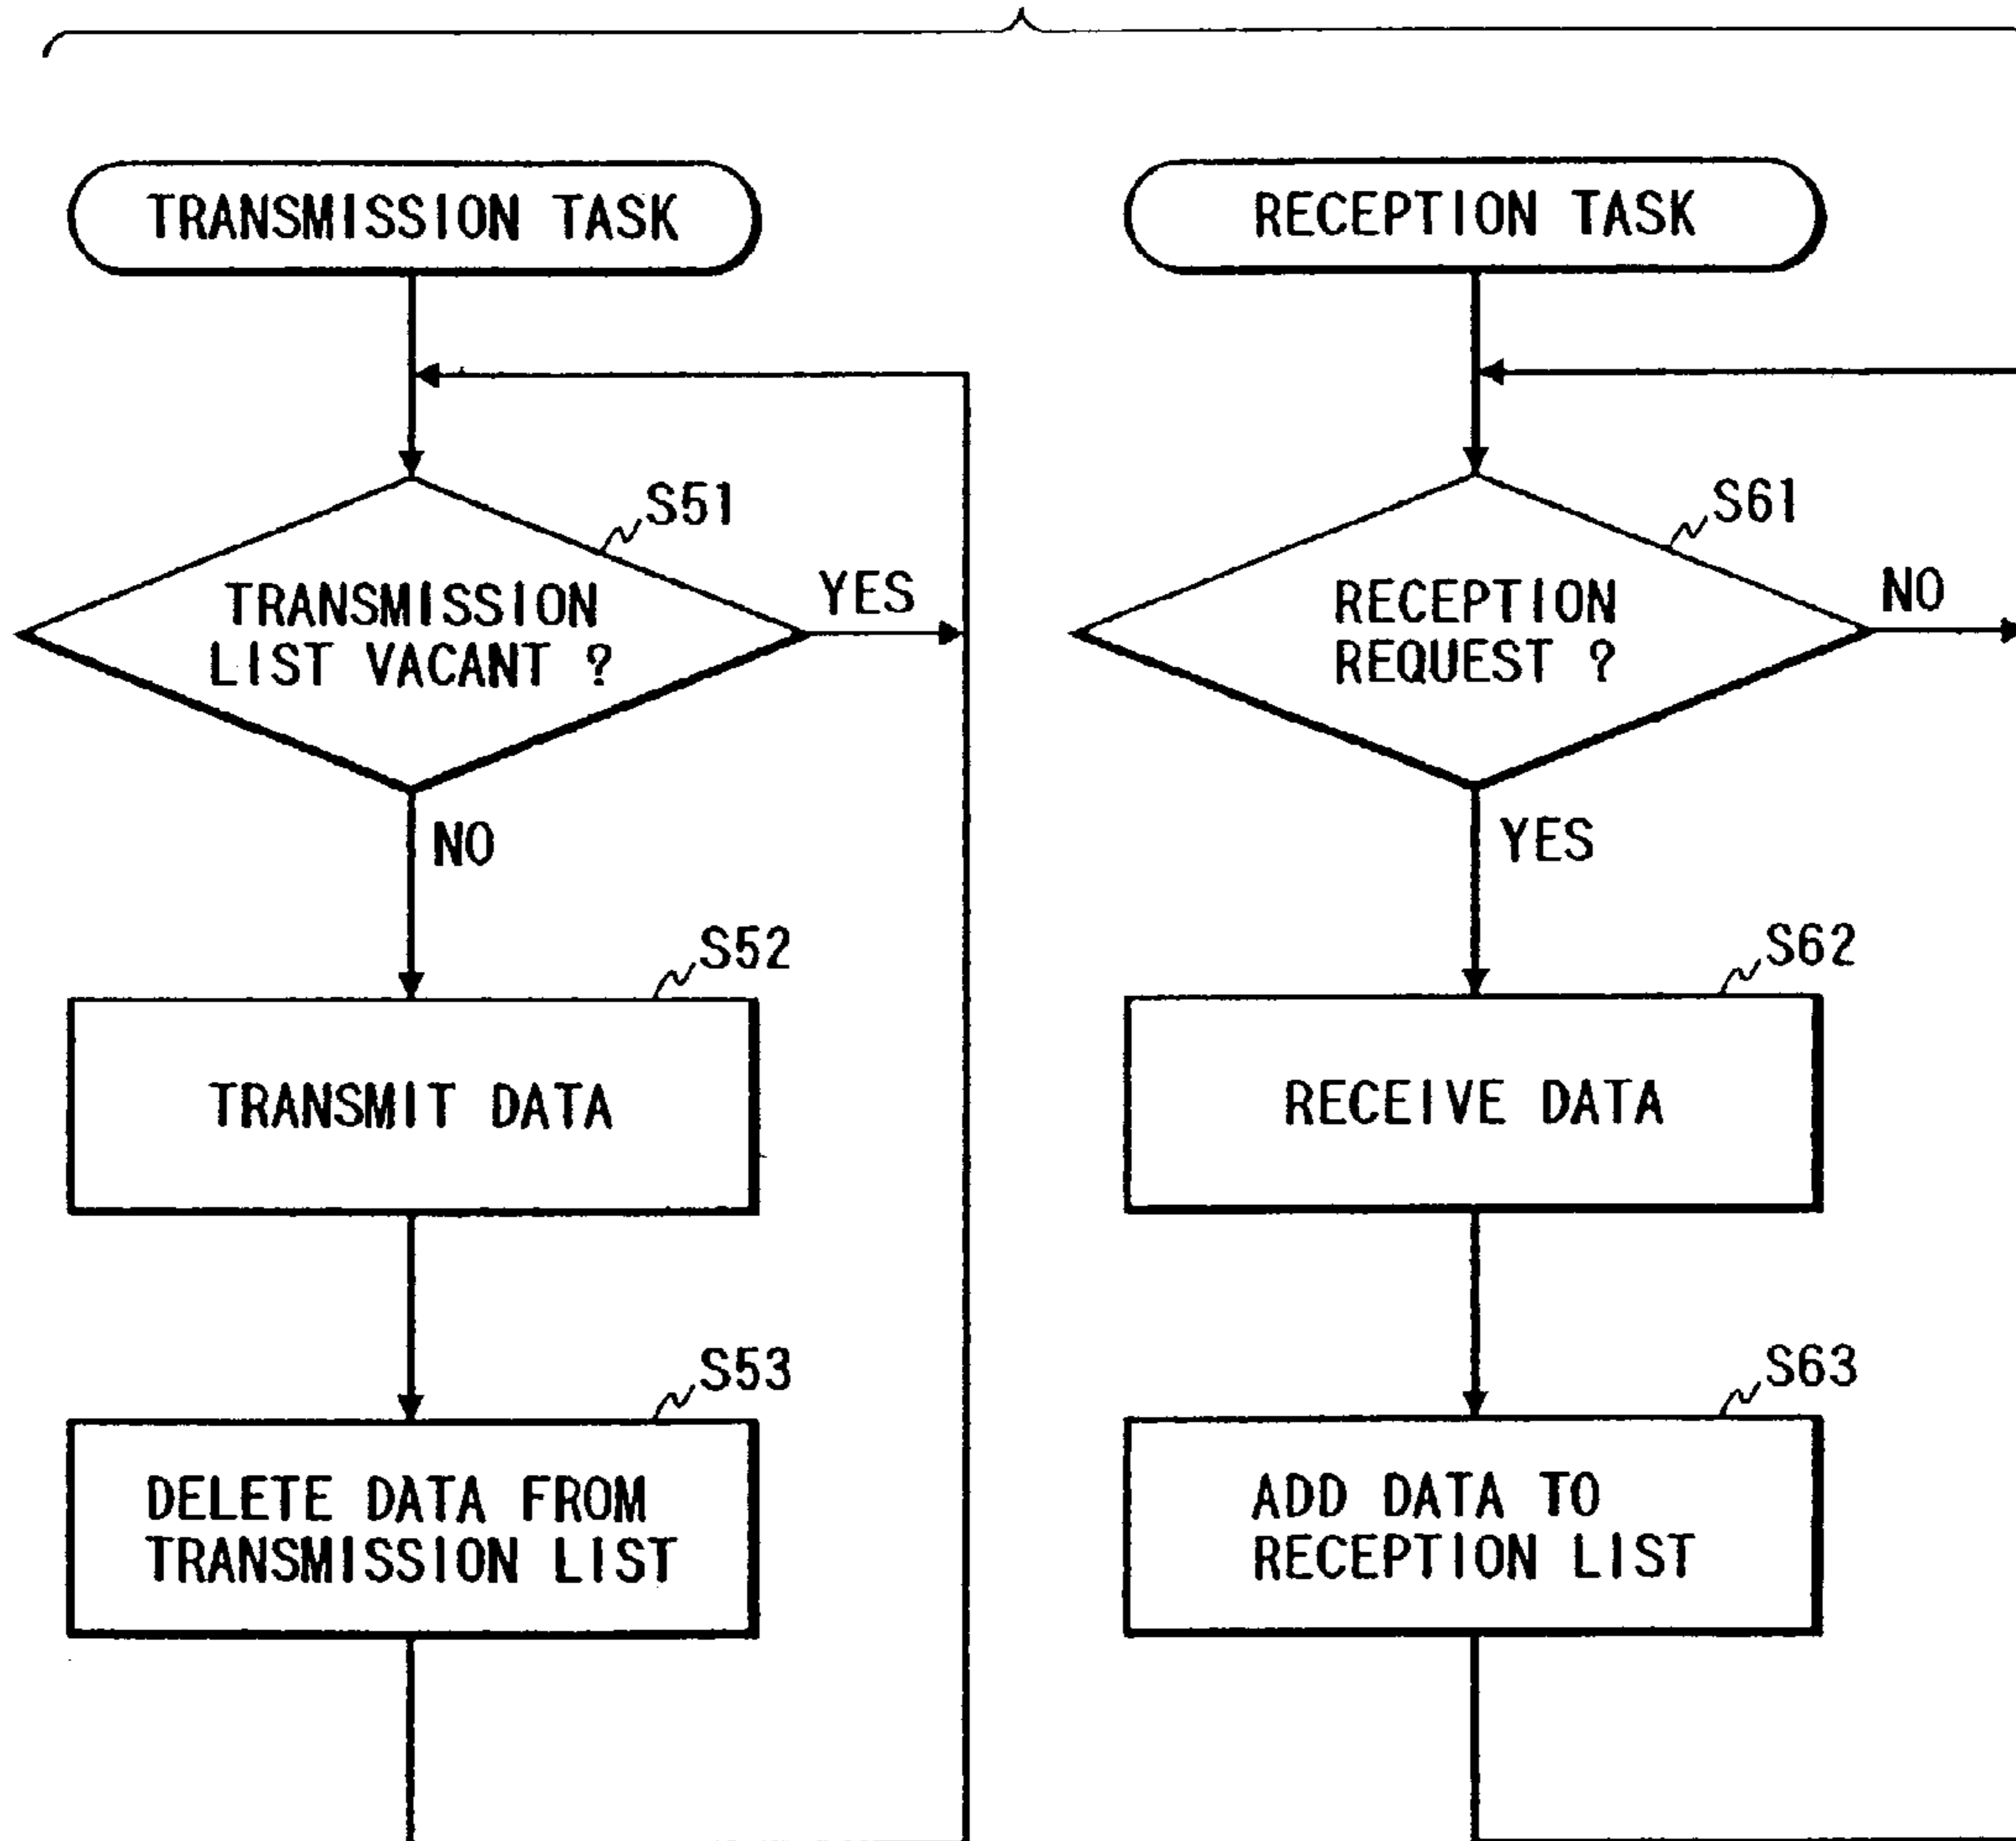 TRANSMISSION TASK
S51
TRANSMISSION
LIST VACANT ?
YES
NO
S52
TRANSMIT DATA
S53
DELETE DATA FROM
TRANSMISSION LIST
RECEPTION TASK
S61
RECEPTION
REQUEST ?
NO
YES
S62
RECEIVE DATA
S63
ADD DATA TO
RECEPTION LIST